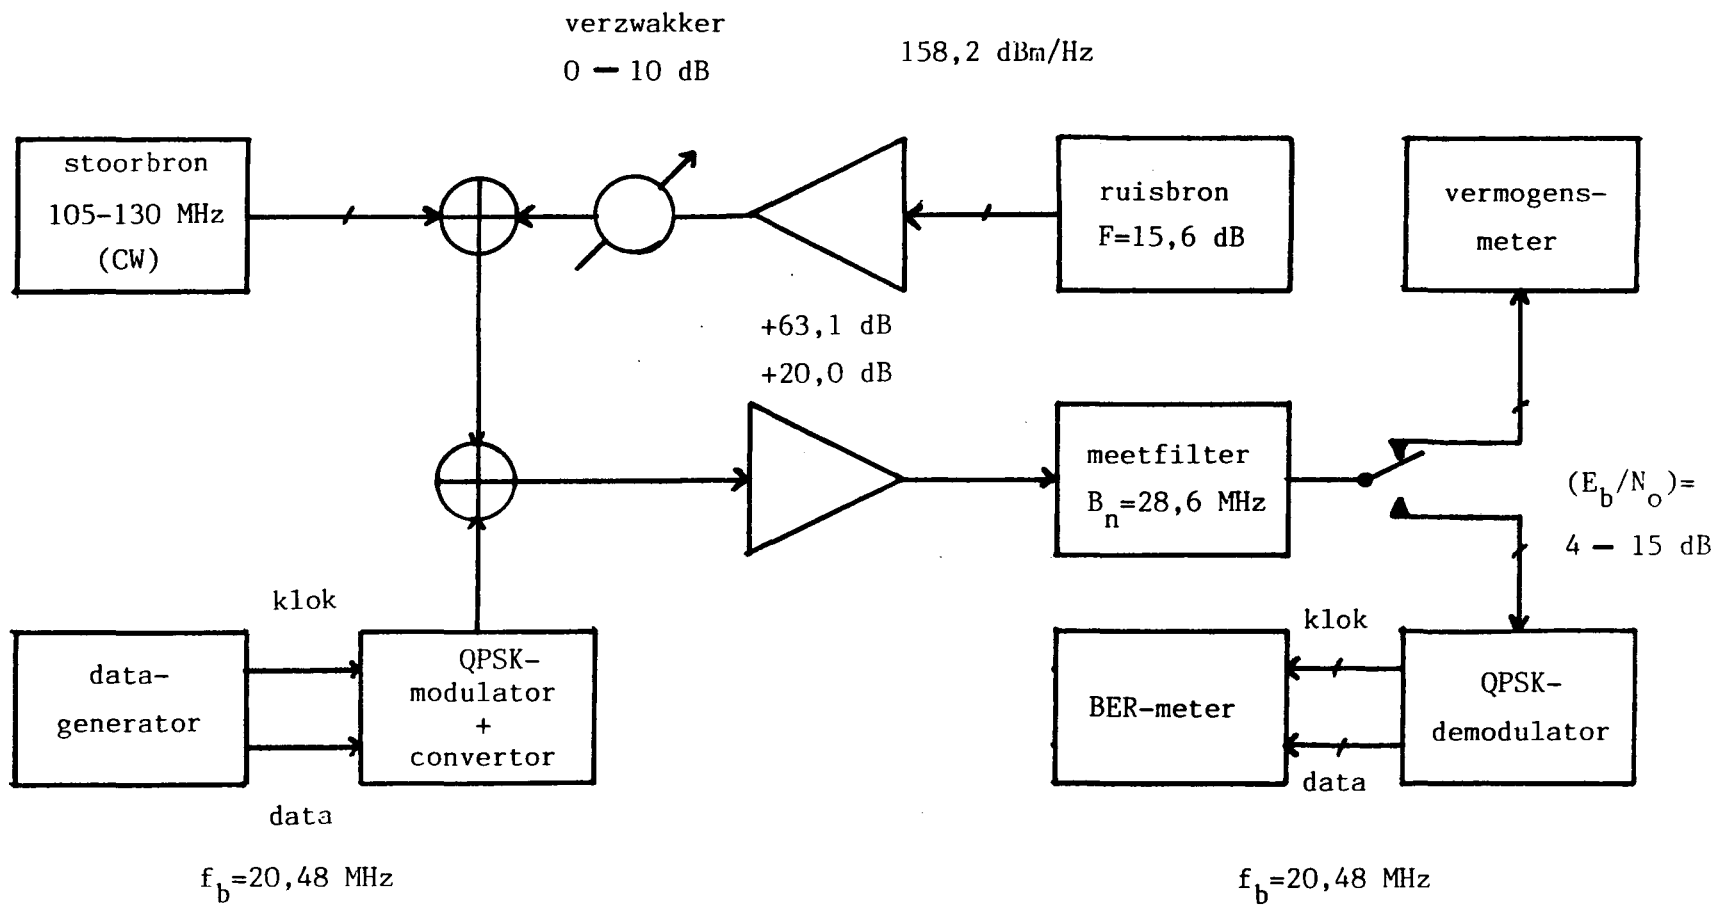 verzwakker
0 — 10 dB
158,2 dBm/Hz
stoorbron
105-130 MHz
(CW)
ruisbron
F=15,6 dB
vermogens-
meter
+63,1 dB
+20,0 dB
meetfilter
Bn=28,6 MHz
(Eb/No)=
4 — 15 dB
klok
data-
generator
QPSK-
modulator
+
convertor
data
fb=20,48 MHz
klok
BER-meter
QPSK-
demodulator
data
fb=20,48 MHz